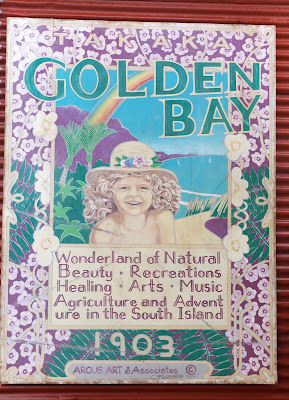 TAKAKA
GOLDEN
BAY
Wonderland of Natural
Beauty · Recreations
Healing · Arts · Music
Agriculture and Advent
ure in the South Island
1903
ARGUS ART & Associates ©